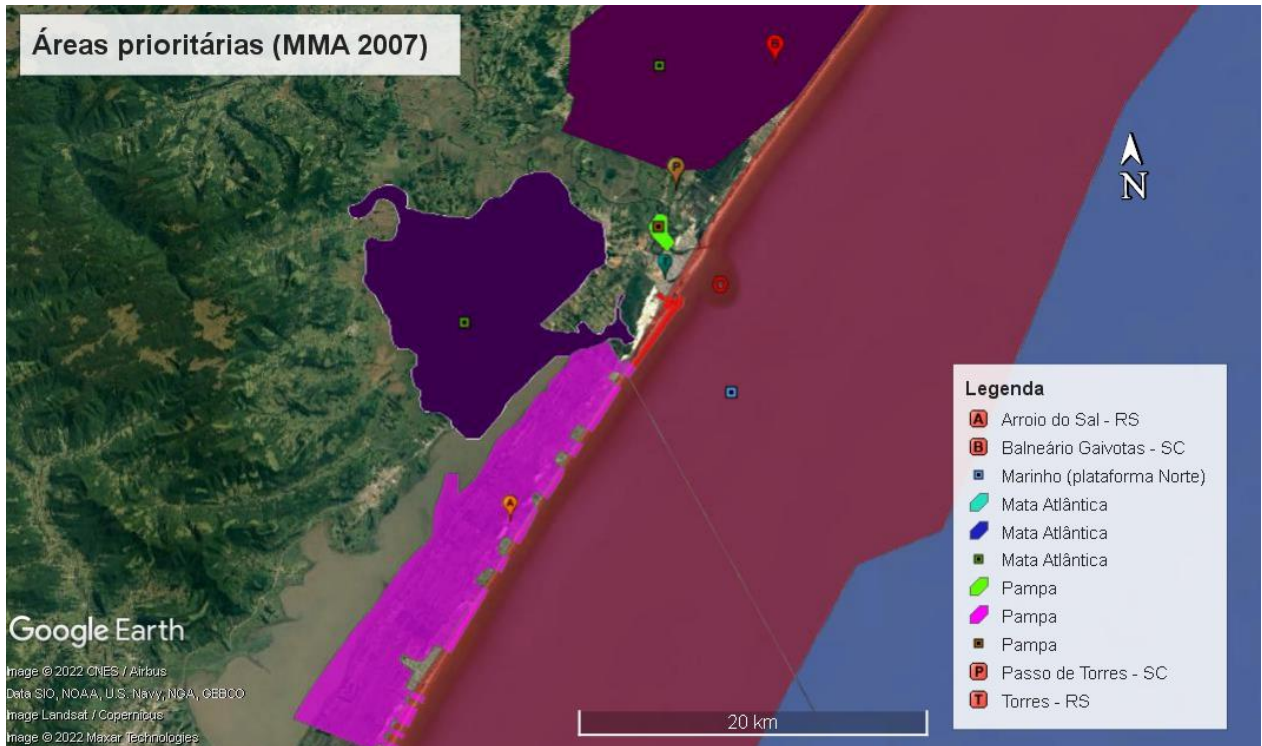 Áreas prioritárias (MMA 2007)
B
P
N
T
L
A
Legenda
A Arroio do Sal - RS
B Balneário Gaivotas - SC
Marinho (plataforma Norte)
Mata Atlântica
Mata Atlântica
Mata Atlântica
Pampa
Pampa
Pampa
P Passo de Torres - SC
T Torres - RS
Google Earth
Image © 2022 CNES / Airbus
Data SIO, NOAA, U.S. Navy, NGA, GEBCO
Image Landsat / Copernicus
Image © 2022 Maxar Technologies
20 km